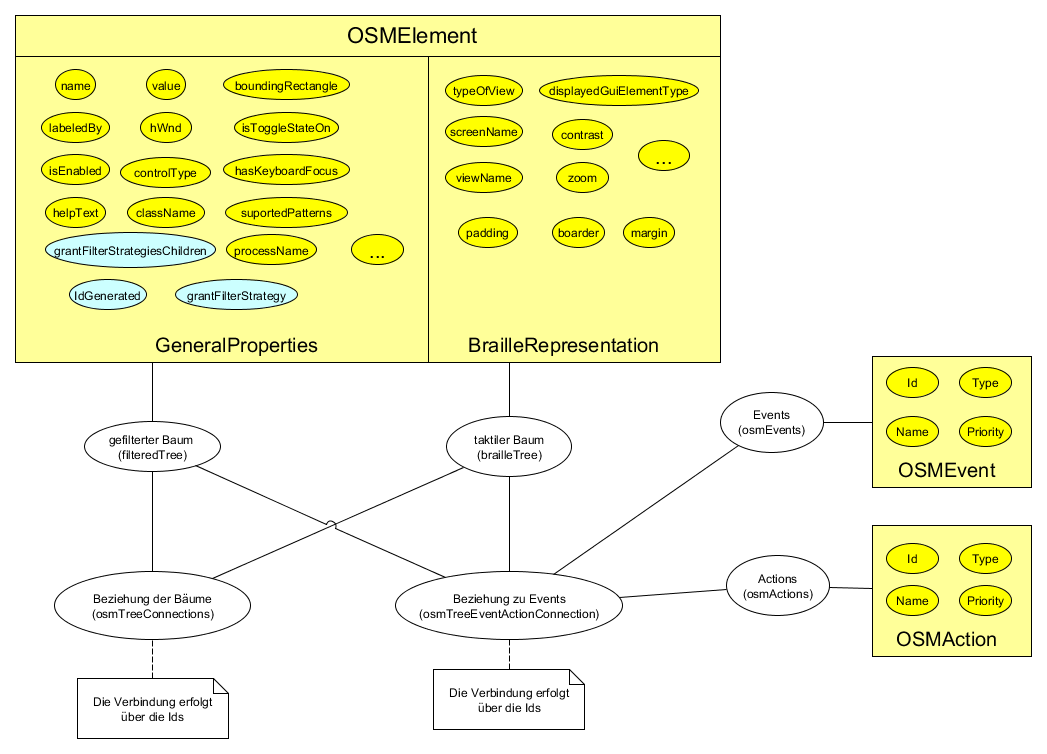 OSMElement
name
value
boundingRectangle
labeledBy
hWnd
isToggleStateOn
isEnabled
controlType
hasKeyboardFocus
helpText
className
suportedPatterns
grantFilterStrategiesChildren
processName
...
IdGenerated
grantFilterStrategy
GeneralProperties
typeOfView
displayedGuiElementType
screenName
contrast
...
viewName
zoom
padding
boarder
margin
BrailleRepresentation
gefilterter Baum
(filteredTree)
taktiler Baum
(brailleTree)
Events
(osmEvents)
Id
Type
Name
Priority
OSMEvent
Beziehung der Bäume
(osmTreeConnections)
Beziehung zu Events
(osmTreeEventActionConnection)
Actions
(osmActions)
Id
Type
Name
Priority
OSMAction
Die Verbindung erfolgt
über die Ids
Die Verbindung erfolgt
über die Ids